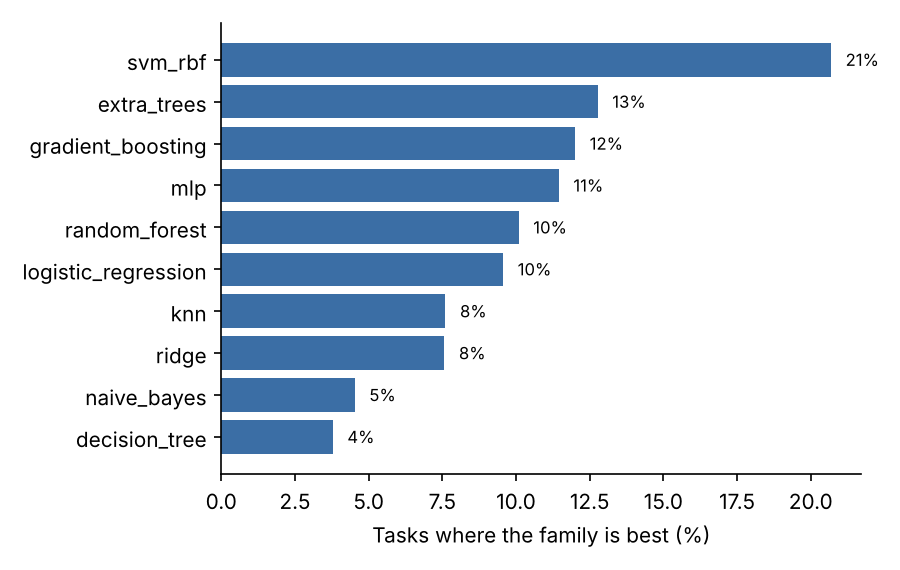 svm_rbf 21%
extra_trees 13%
gradient_boosting 12%
mlp 11%
random_forest 10%
logistic_regression 10%
knn 8%
ridge 8%
naive_bayes 5%
decision_tree 4%
0.0 2.5 5.0 7.5 10.0 12.5 15.0 17.5 20.0
Tasks where the family is best (%)